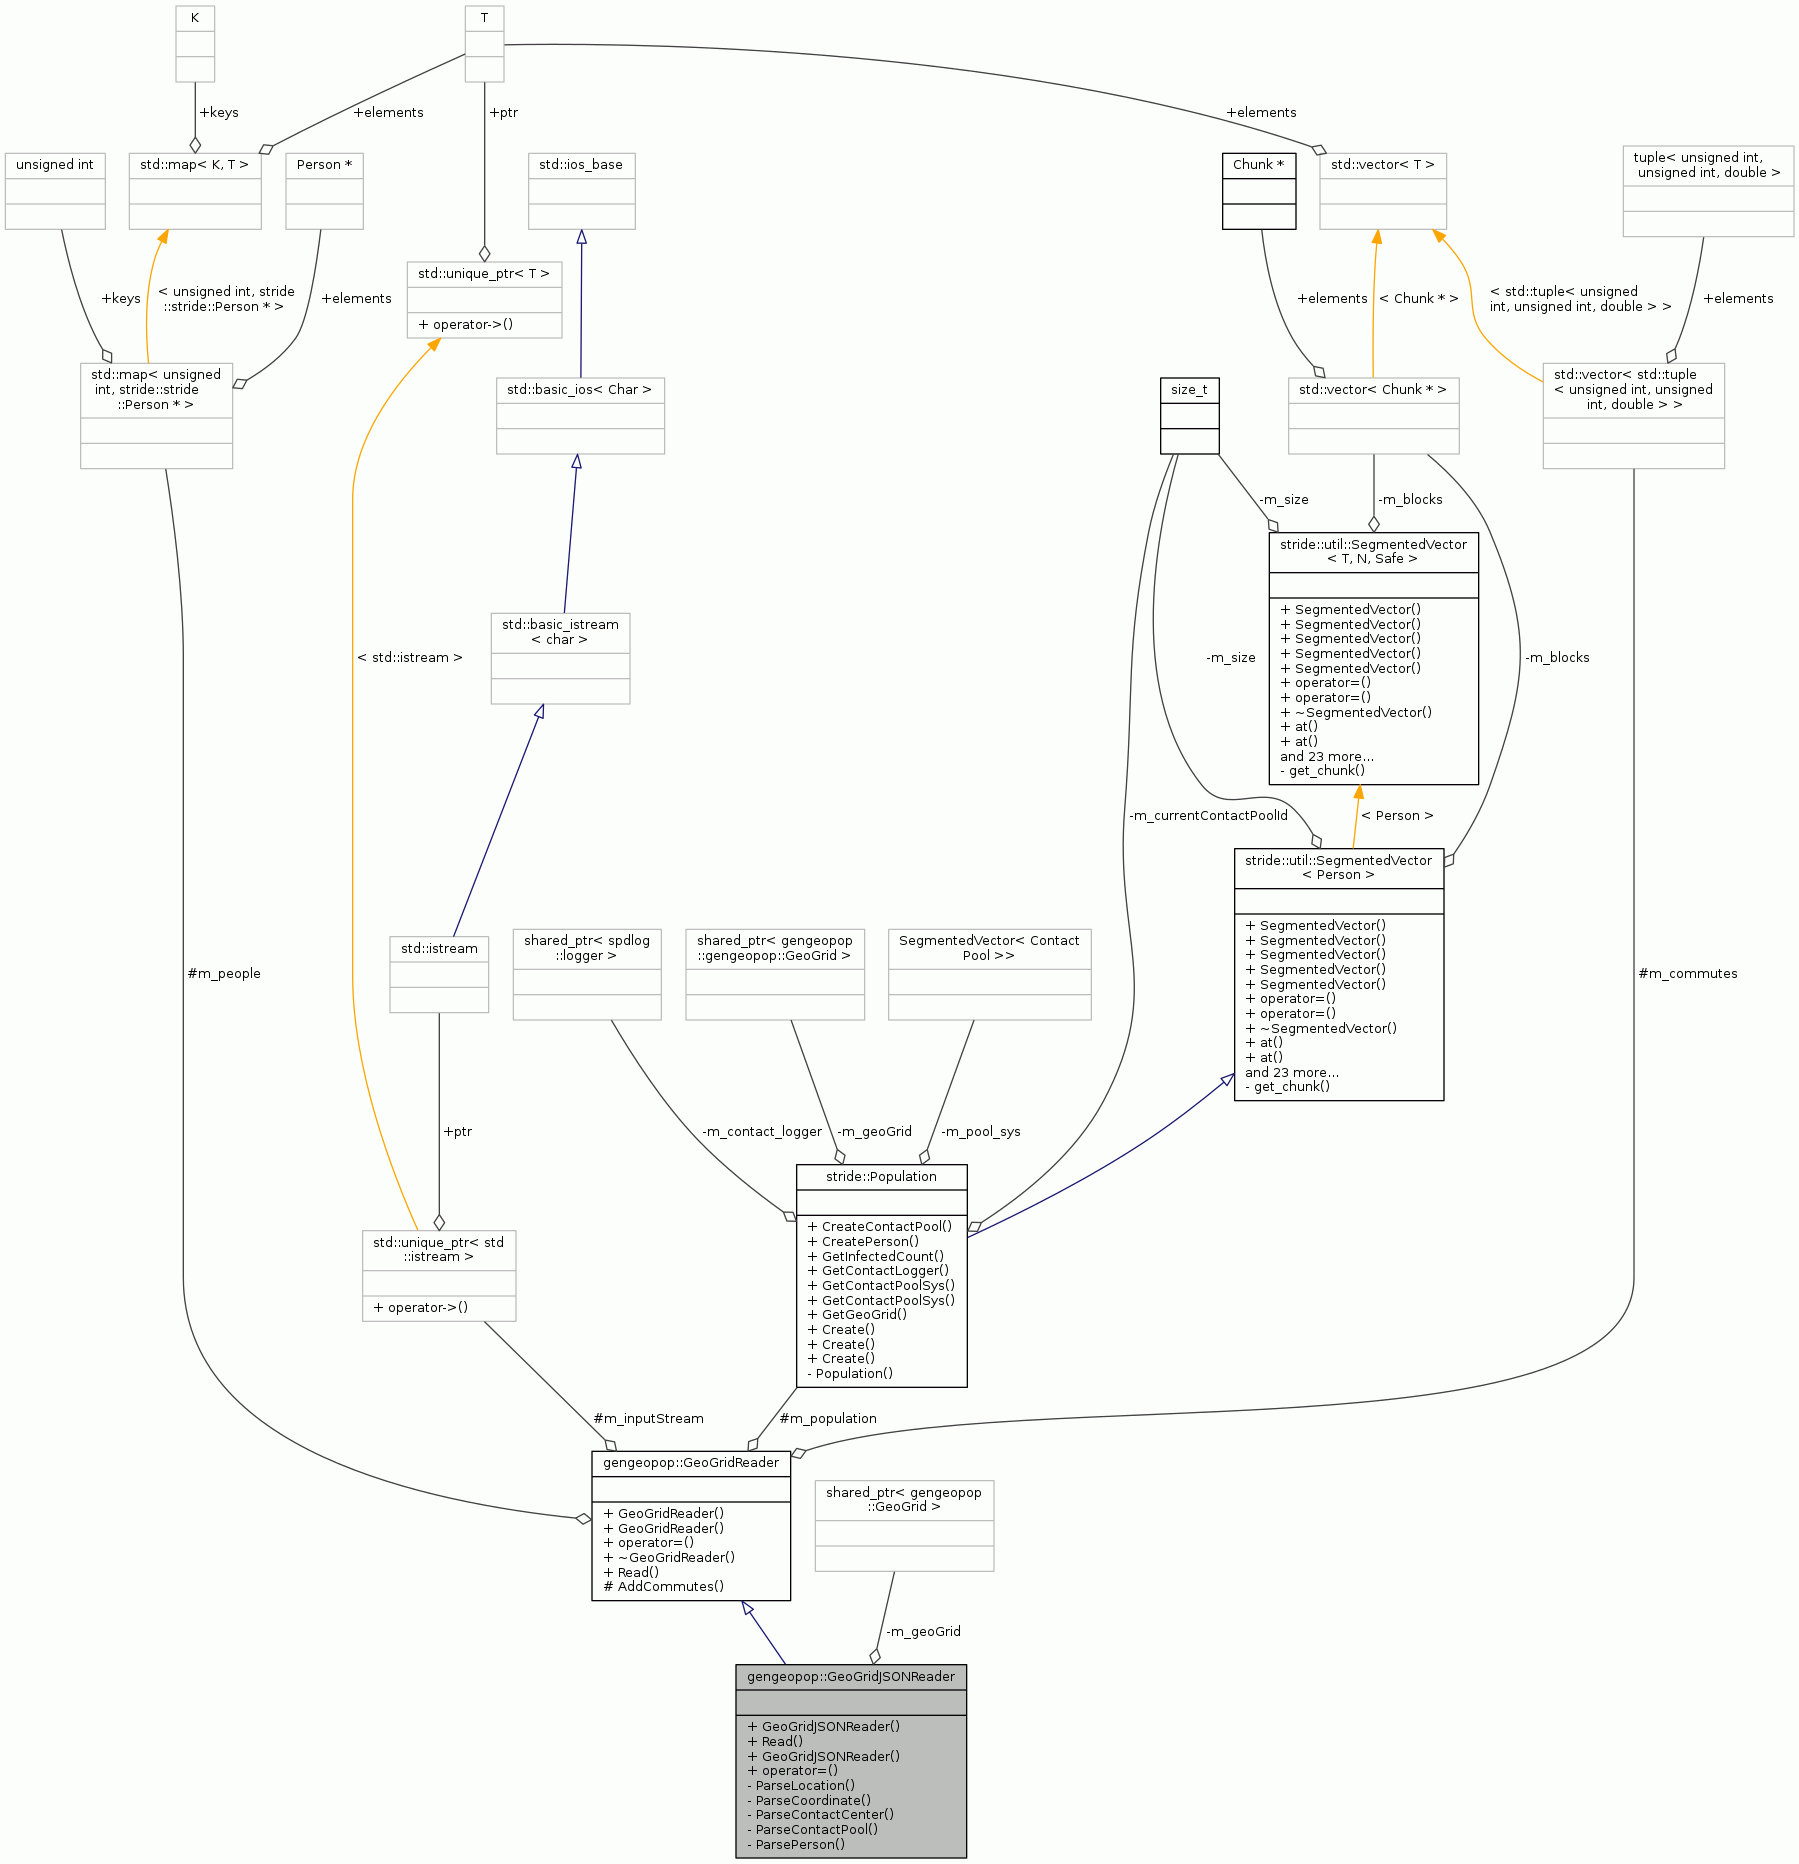 K
T
+keys
+elements
+ptr
+elements
unsigned int
std::map< K, T >
Person *
std::ios_base
Chunk *
std::vector< T >
tuple< unsigned int,
unsigned int, double >
std::unique_ptr< T >
+ operator->()
+keys
< unsigned int, stride
::stride::Person * >
+elements
+elements
< Chunk * >
< std::tuple< unsigned
int, unsigned int, double > >
+elements
std::map< unsigned
int, stride::stride
::Person * >
std::basic_ios< Char >
size_t
std::vector< Chunk * >
std::vector< std::tuple
< unsigned int, unsigned
int, double > >
-m_size
-m_blocks
stride::util::SegmentedVector
< T, N, Safe >
+ SegmentedVector()
+ SegmentedVector()
+ SegmentedVector()
+ SegmentedVector()
+ SegmentedVector()
+ operator=()
+ operator=()
+ ~SegmentedVector()
+ at()
+ at()
and 23 more...
- get_chunk()
std::basic_istream
< char >
< std::istream >
-m_size
-m_blocks
-m_currentContactPoolId
< Person >
stride::util::SegmentedVector
< Person >
+ SegmentedVector()
+ SegmentedVector()
+ SegmentedVector()
+ SegmentedVector()
+ SegmentedVector()
+ operator=()
+ operator=()
+ ~SegmentedVector()
+ at()
+ at()
and 23 more...
- get_chunk()
std::istream
shared_ptr< spdlog
::logger >
shared_ptr< gengeopop
::gengeopop::GeoGrid >
SegmentedVector< Contact
Pool >>
#m_people
#m_commutes
+ptr
-m_contact_logger
-m_geoGrid
-m_pool_sys
stride::Population
+ CreateContactPool()
+ CreatePerson()
+ GetInfectedCount()
+ GetContactLogger()
+ GetContactPoolSys()
+ GetContactPoolSys()
+ GetGeoGrid()
+ Create()
+ Create()
+ Create()
- Population()
std::unique_ptr< std
::istream >
+ operator->()
#m_inputStream
#m_population
gengeopop::GeoGridReader
+ GeoGridReader()
+ GeoGridReader()
+ operator=()
+ ~GeoGridReader()
+ Read()
# AddCommutes()
shared_ptr< gengeopop
::GeoGrid >
-m_geoGrid
gengeopop::GeoGridJSONReader
+ GeoGridJSONReader()
+ Read()
+ GeoGridJSONReader()
+ operator=()
- ParseLocation()
- ParseCoordinate()
- ParseContactCenter()
- ParseContactPool()
- ParsePerson()